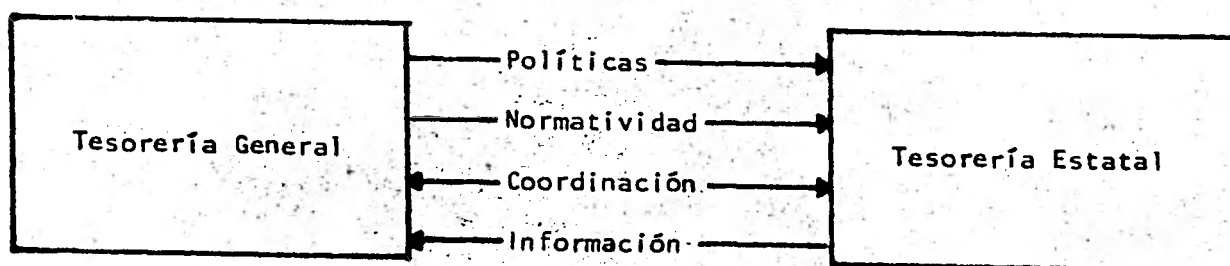 Políticas
Normatividad
Tesorería General
Tesorería Estatal
Coordinación
Información